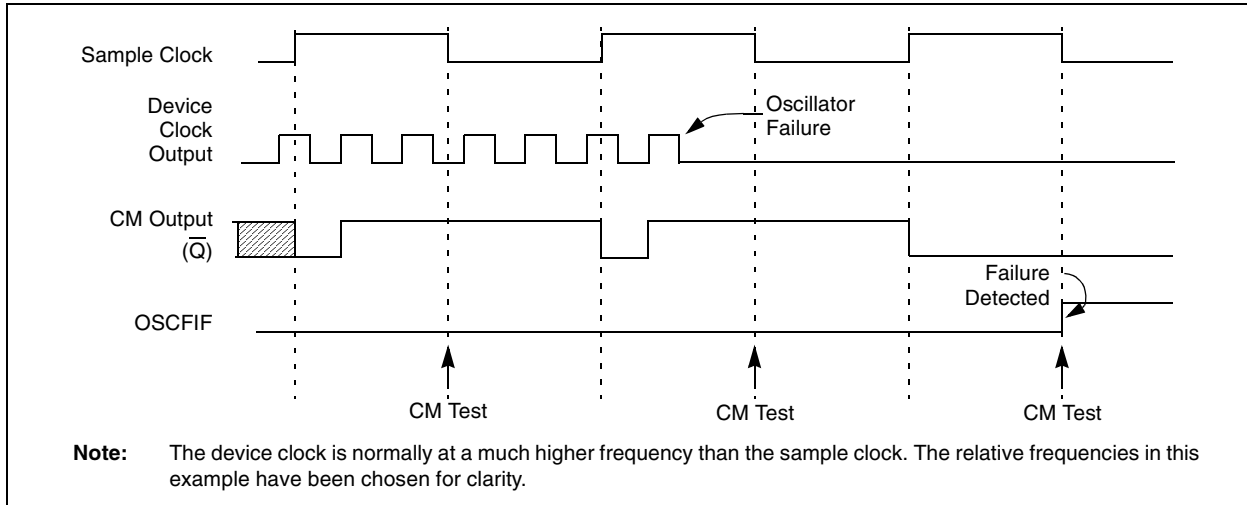 Sample Clock
Device
Clock
Output
Oscillator
Failure
CM Output
(Q̅)
Failure
Detected
OSCFIF
CM Test
CM Test
CM Test
Note: The device clock is normally at a much higher frequency than the sample clock. The relative frequencies in this
example have been chosen for clarity.